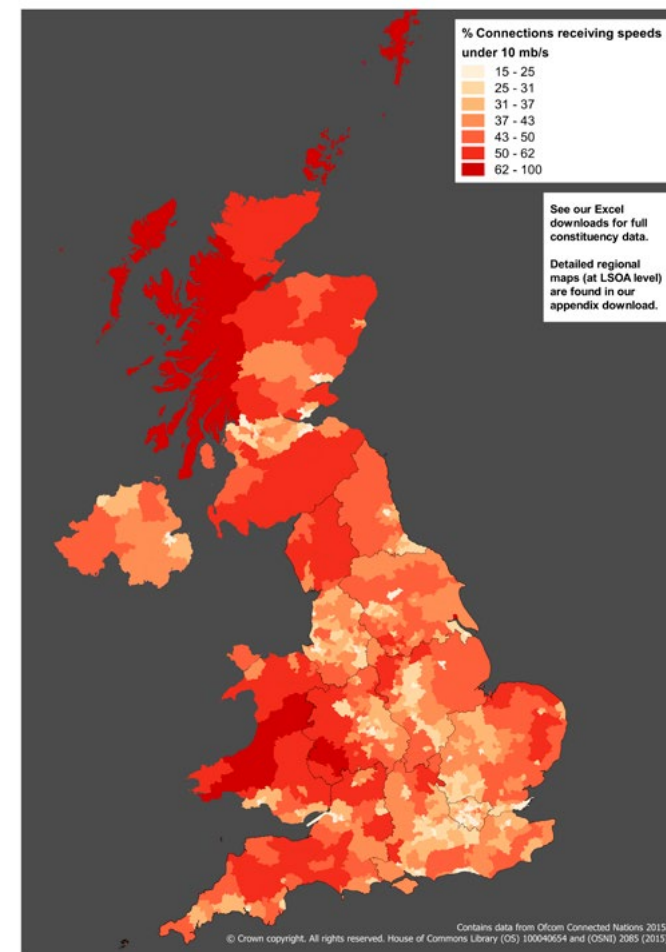 % Connections receiving speeds
under 10 mb/s
15 - 25
25 - 31
31 - 37
37 - 43
43 - 50
50 - 62
62 - 100
See our Excel
downloads for full
constituency data.
Detailed regional
maps (at LSOA level)
are found in our
appendix download.
Contains data from Ofcom Connected Nations 2015
© Crown copyright. All rights reserved. House of Commons Library (OS) 100040654 and (OSNI) 2085 (2015)